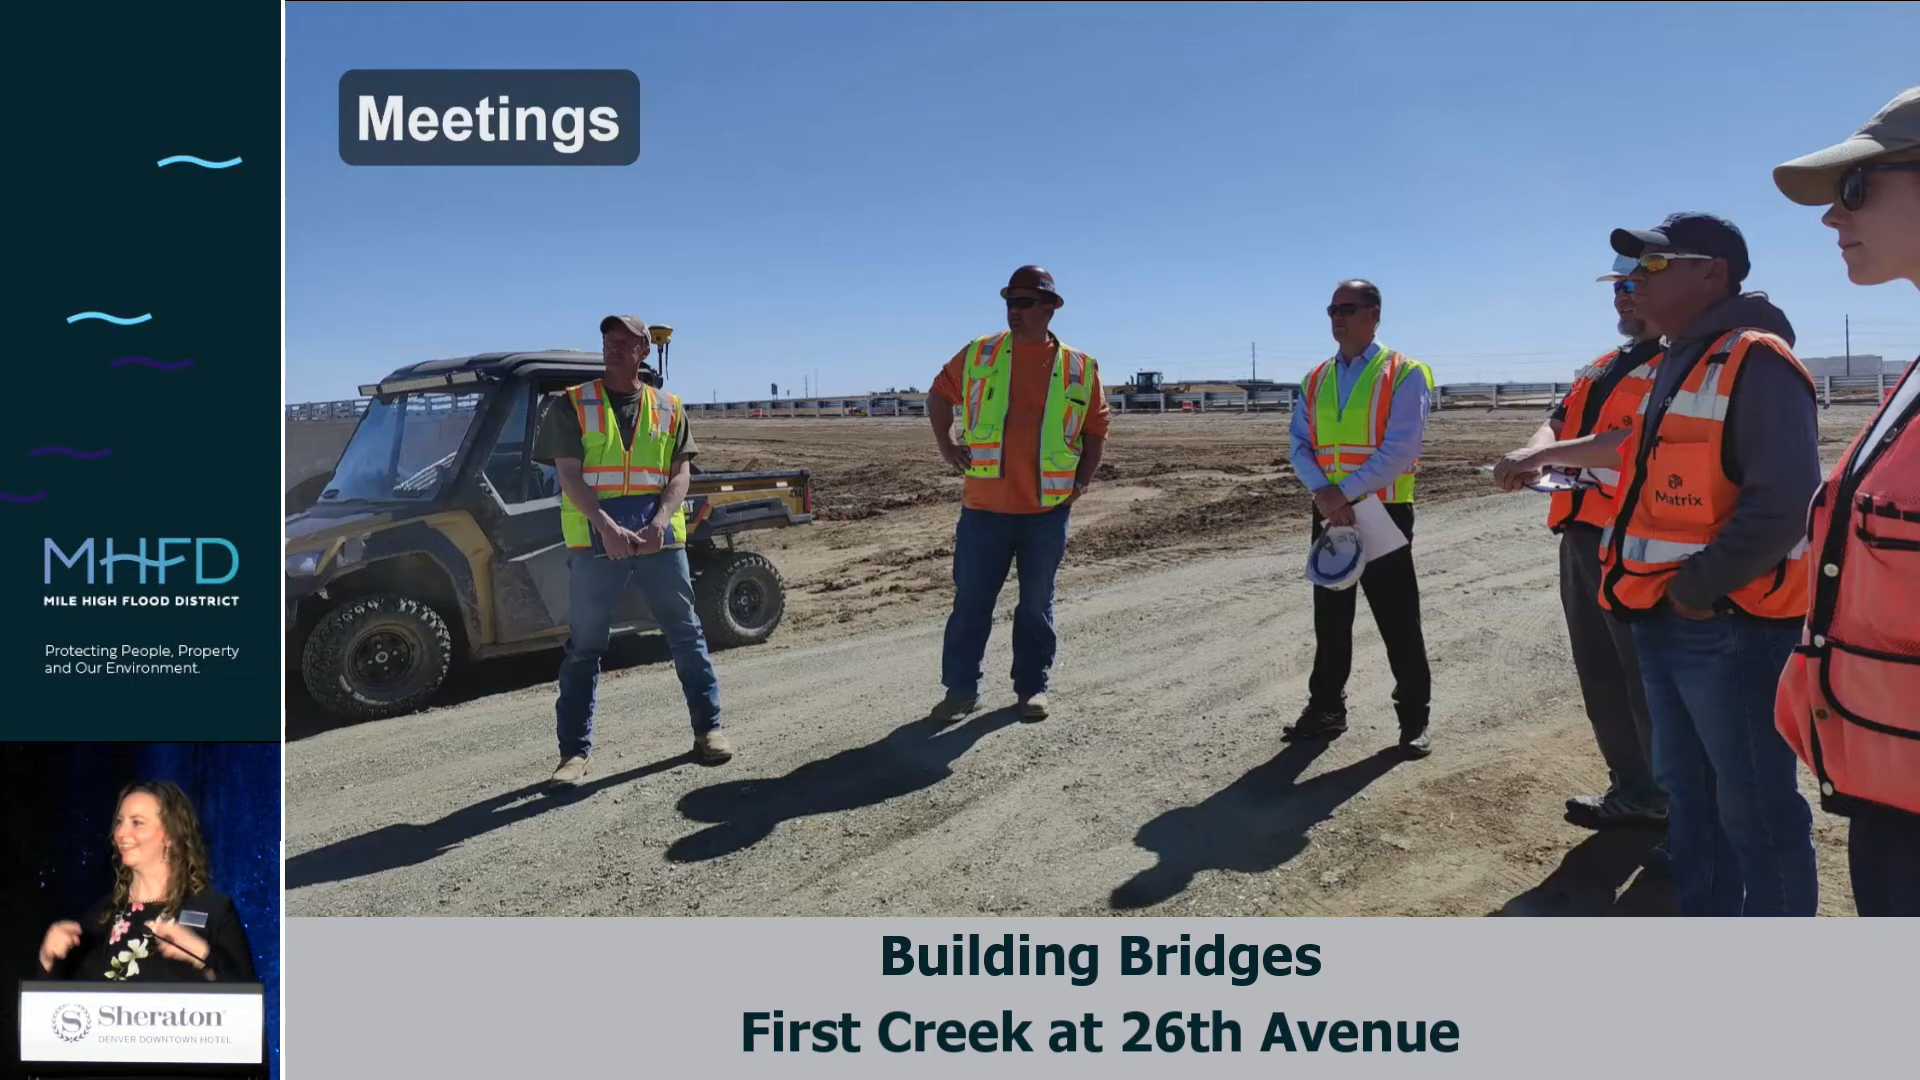 Meetings
Matrix
MHFD
MILE HIGH FLOOD DISTRICT
Protecting People, Property
and Our Environment.
Sheraton
DENVER DOWNTOWN HOTEL
Building Bridges
First Creek at 26th Avenue